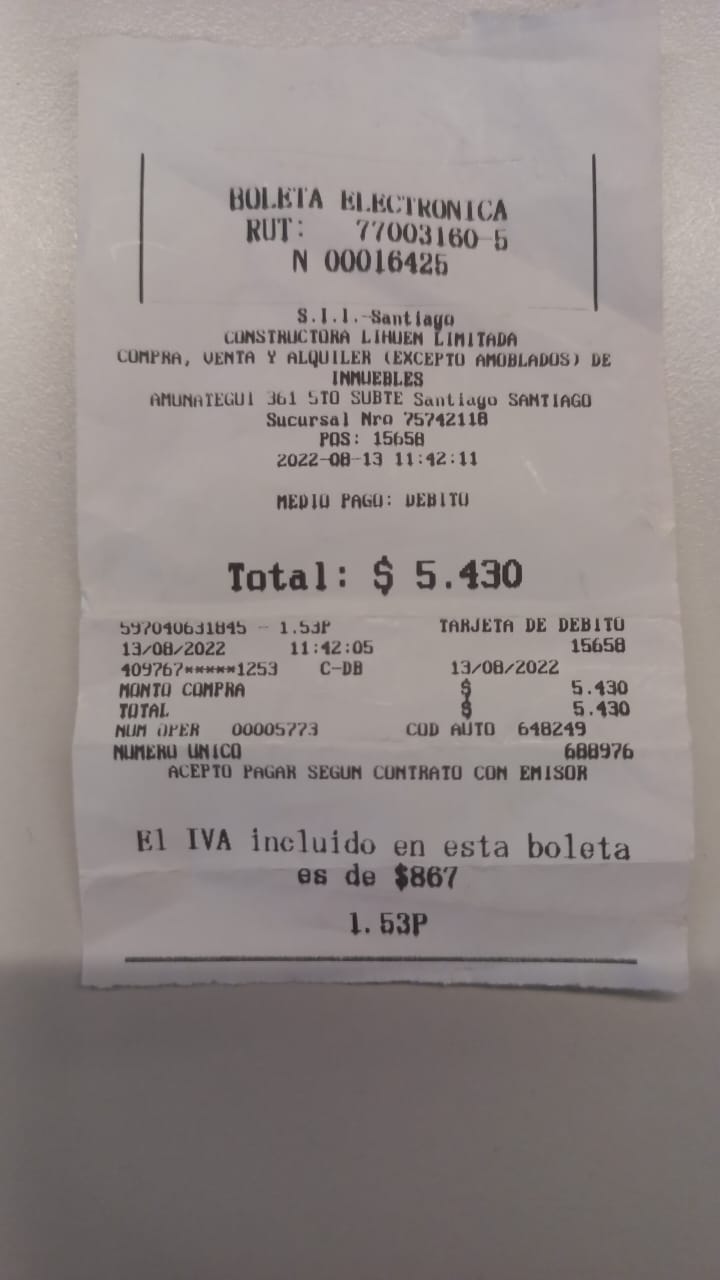 BOLETA ELECTRONICA
RUT: 77003160-5
N 00016425
S.I.I.-Santiago
CONSTRUCTORA LIHUEN LIMITADA
COMPRA, VENTA Y ALQUILER (EXCEPTO AMOBLADOS) DE
INMUEBLES
AMUNATEGUI 361 5TO SUBTE Santiago SANTIAGO
Sucursal Nro 75742118
POS: 15658
2022-08-13 11:42:11
MEDIO PAGO: DEBITO
Total: $ 5.430
597040631845 - 1.53P TARJETA DE DEBITO
13/08/2022 11:42:05 15658
409767*****1253 C-DB 13/08/2022
MONTO COMPRA $ 5.430
TOTAL $ 5.430
NUM OPER 00005773 COD AUTO 648249
NUMERO UNICO 688976
ACEPTO PAGAR SEGUN CONTRATO CON EMISOR
El IVA incluido en esta boleta
es de $867
1.53P